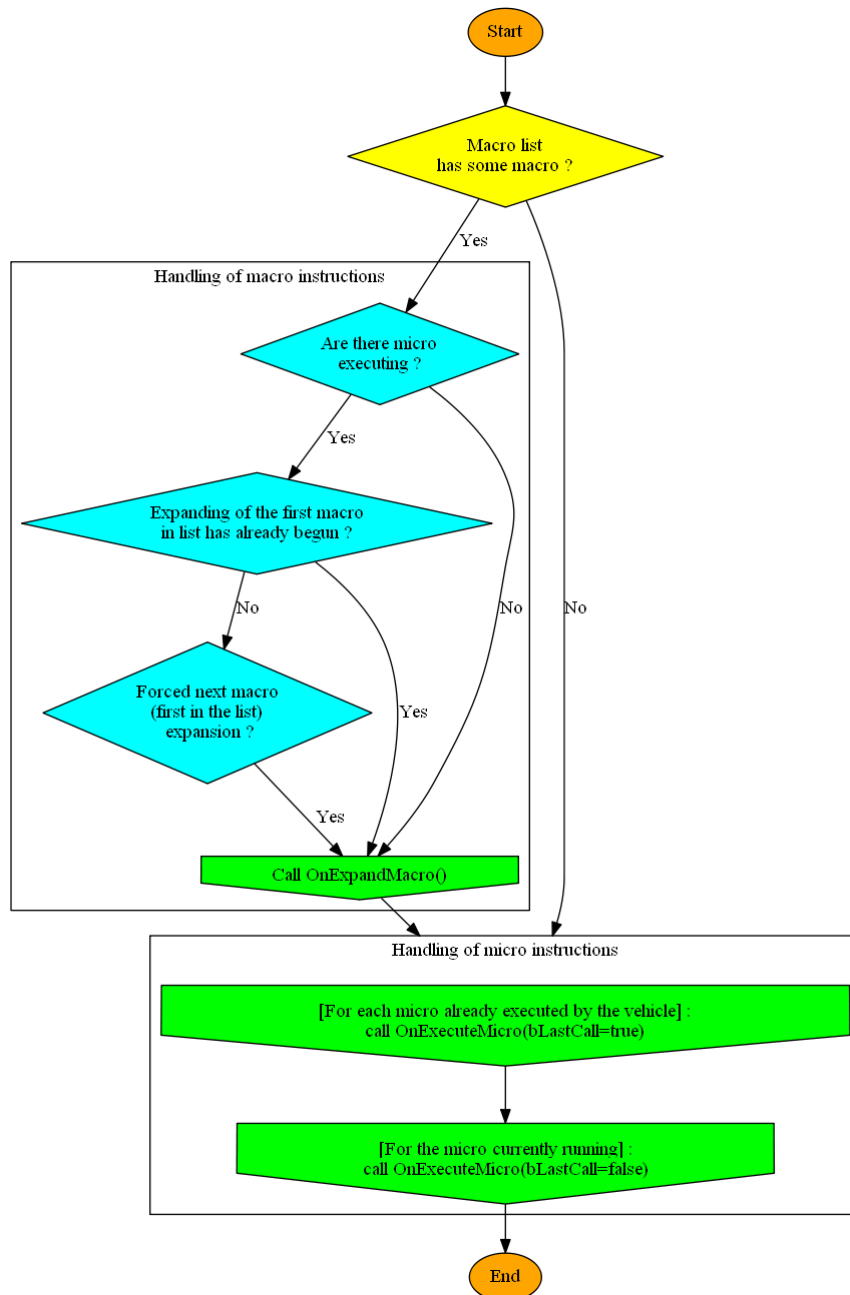 Start
Macro list
has some macro ?
Yes
Handling of macro instructions
Are there micro
executing ?
Yes
Expanding of the first macro
in list has already begun ?
No
No
No
Forced next macro
(first in the list)
expansion ?
Yes
Yes
Call OnExpandMacro()
Handling of micro instructions
[For each micro already executed by the vehicle] :
call OnExecuteMicro(bLastCall=true)
[For the micro currently running] :
call OnExecuteMicro(bLastCall=false)
End